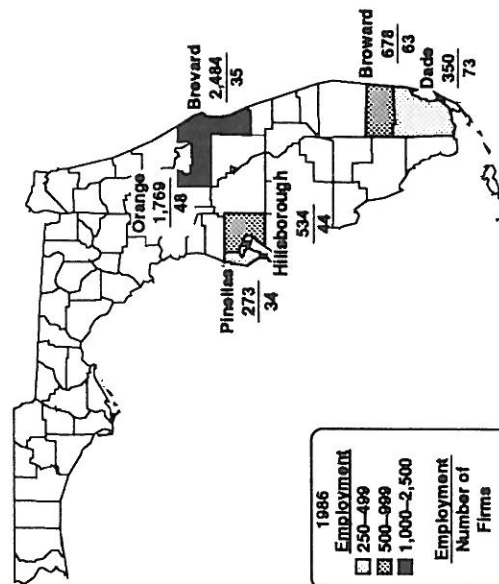 Orange
1,769
48
Brevard
2,484
35
Pinellas
273
34
Hillsborough
534
44
Broward
678
63
Dade
350
73
1986
Employment
250–499
500–999
1,000–2,500
Employment
Number of
Firms